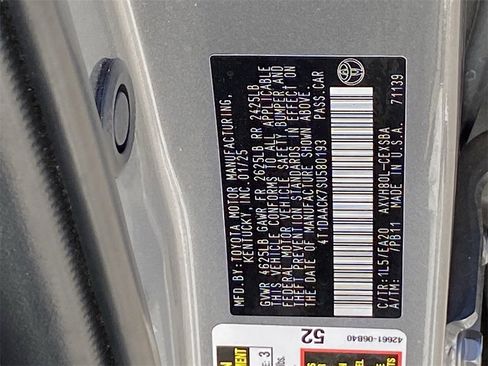 MFD.BY:TOYOTA MOTOR MANUFACTURING,
KENTUCKY, INC.01/25
GVWR 4625LB GAWR FR 2625LB RR 2425LB
THIS VEHICLE CONFORMS TO ALL APPLICABLE
FEDERAL MOTOR VEHICLE SAFETY, BUMPER AND
THEFT PREVENTION STANDARDS IN EFFECT ON
THE DATE OF MANUFACTURE SHOWN ABOVE.
4T1DAACK7SU580193 PASS.CAR
C/TR:1L5/EA20 AXVH80L-CEXSBA
A/TM: /PB11 U.S.A. 71139
42661-06840
52